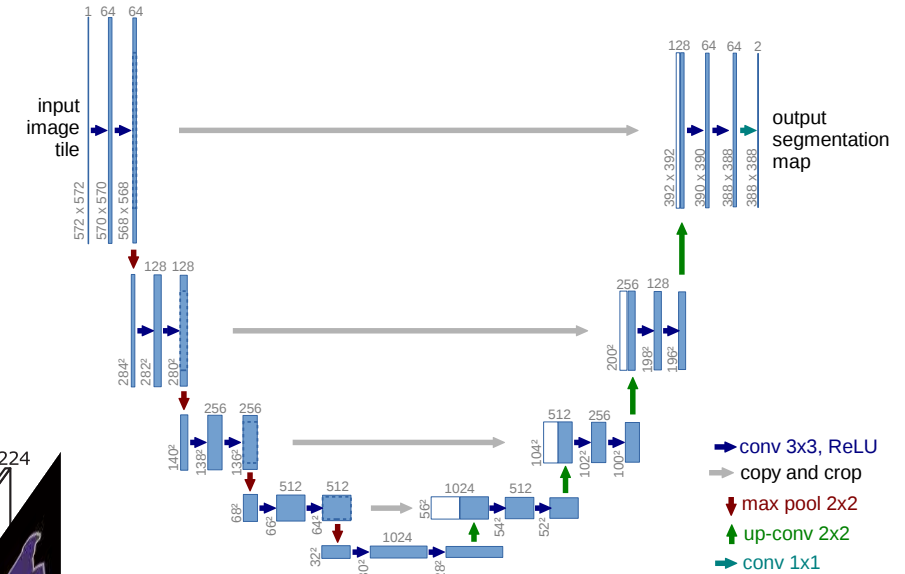 1 64 64
input
image
tile
572 x 572
570 x 570
568 x 568
128 64 64 2
output
segmentation
map
392 x 392
390 x 390
388 x 388
388 x 388
128 128
284²
282²
280²
256 128
200²
198²
196²
256 256
140²
138²
136²
512 256
104²
102²
100²
512 512
68²
66²
64²
1024 512
56²
54²
52²
1024
32²
224
conv 3x3, ReLU
copy and crop
max pool 2x2
up-conv 2x2
conv 1x1